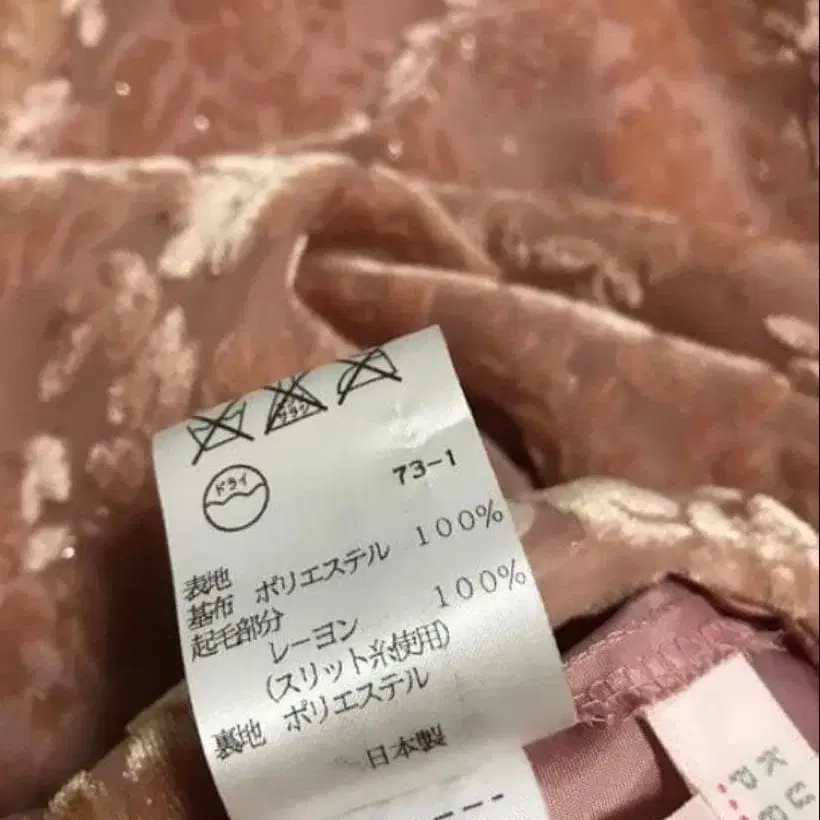 ドライ
73-1
表地
基布 ポリエステル 100%
起毛部分
レーヨン 100%
(スリット糸使用)
裏地 ポリエステル
日本製